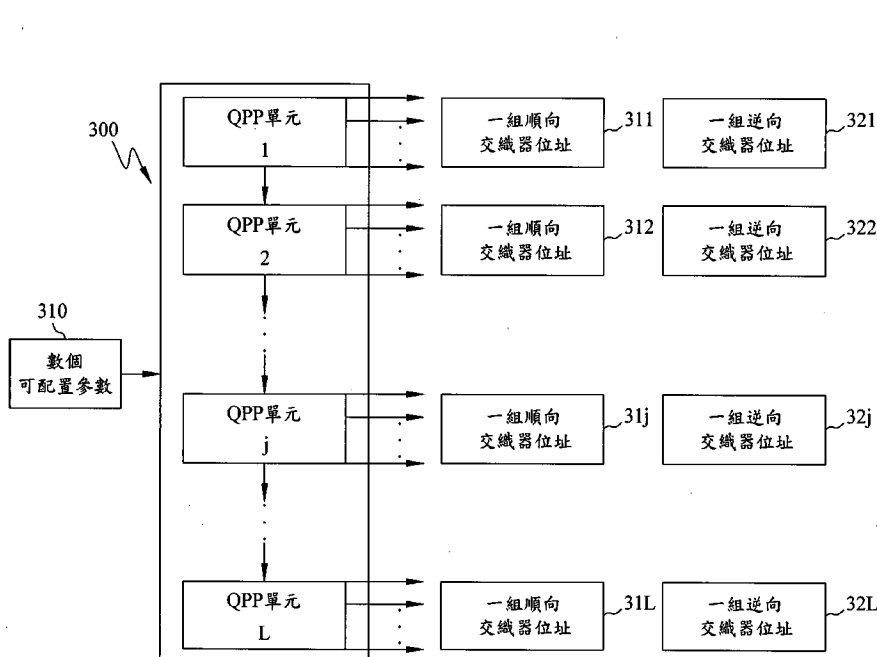 300
QPP單元
1
一組順向
交織器位址
311
一組逆向
交織器位址
321
QPP單元
2
一組順向
交織器位址
312
一組逆向
交織器位址
322
310
數個
可配置參數
QPP單元
j
一組順向
交織器位址
31j
一組逆向
交織器位址
32j
QPP單元
L
一組順向
交織器位址
31L
一組逆向
交織器位址
32L